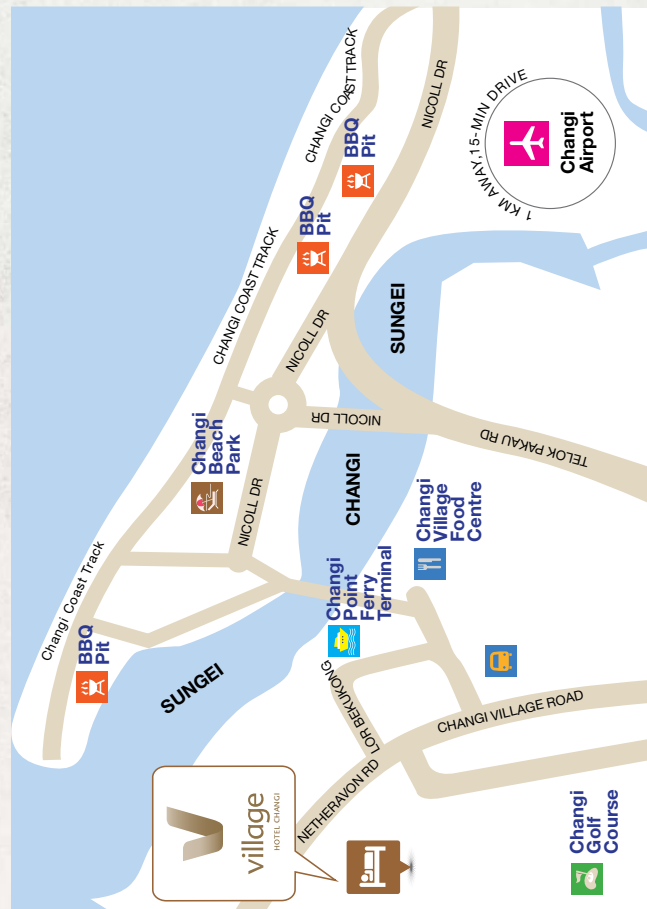 CHANGI COAST TRACK
CHANGI COAST TRACK
Changi Coast Track
NICOLL DR
NICOLL DR
NICOLL DR
NICOLL DR
BBQ
Pit
BBQ
Pit
BBQ
Pit
1 KM AWAY,15-MIN DRIVE
Changi
Airport
Changi
Beach
Park
SUNGEI
CHANGI
SUNGEI
TELOK PAKAU RD
Changi
Village
Food
Centre
Changi
Point
Ferry
Terminal
LOR BEKUKONG
CHANGI VILLAGE ROAD
NETHERAVON RD
village
HOTEL CHANGI
Changi
Golf
Course